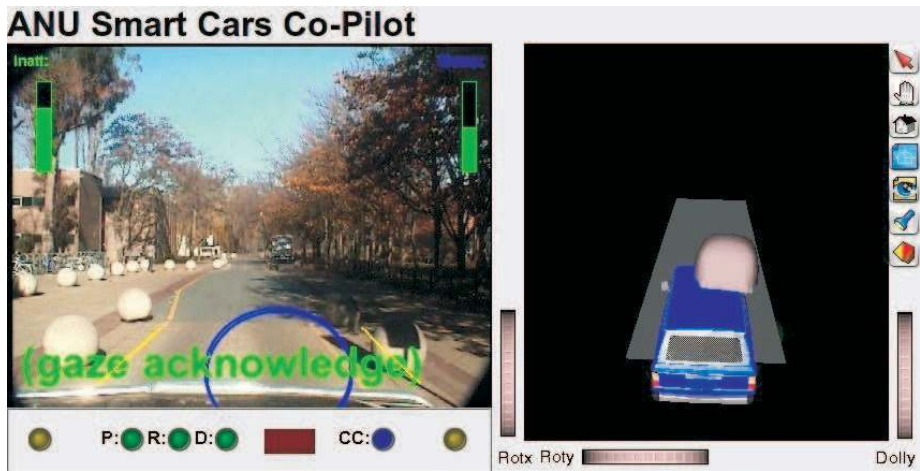 ANU Smart Cars Co-Pilot
Inatt:
(gaze acknowledge)
P: R: D: CC:
Rotx Roty Dolly